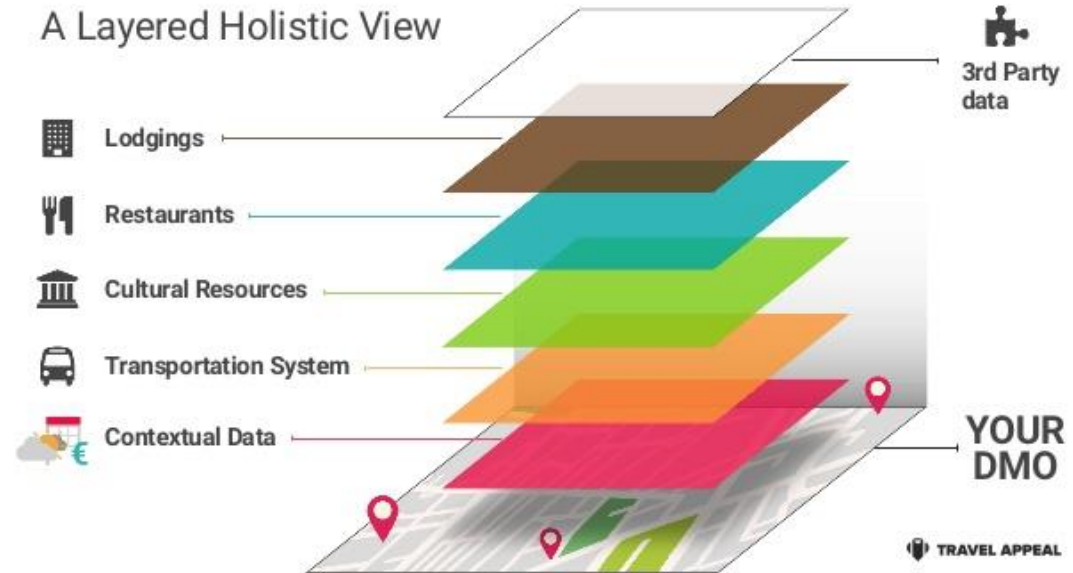 A Layered Holistic View
3rd Party
data
Lodgings
Restaurants
Cultural Resources
Transportation System
Contextual Data
€
YOUR
DMO
TRAVEL APPEAL